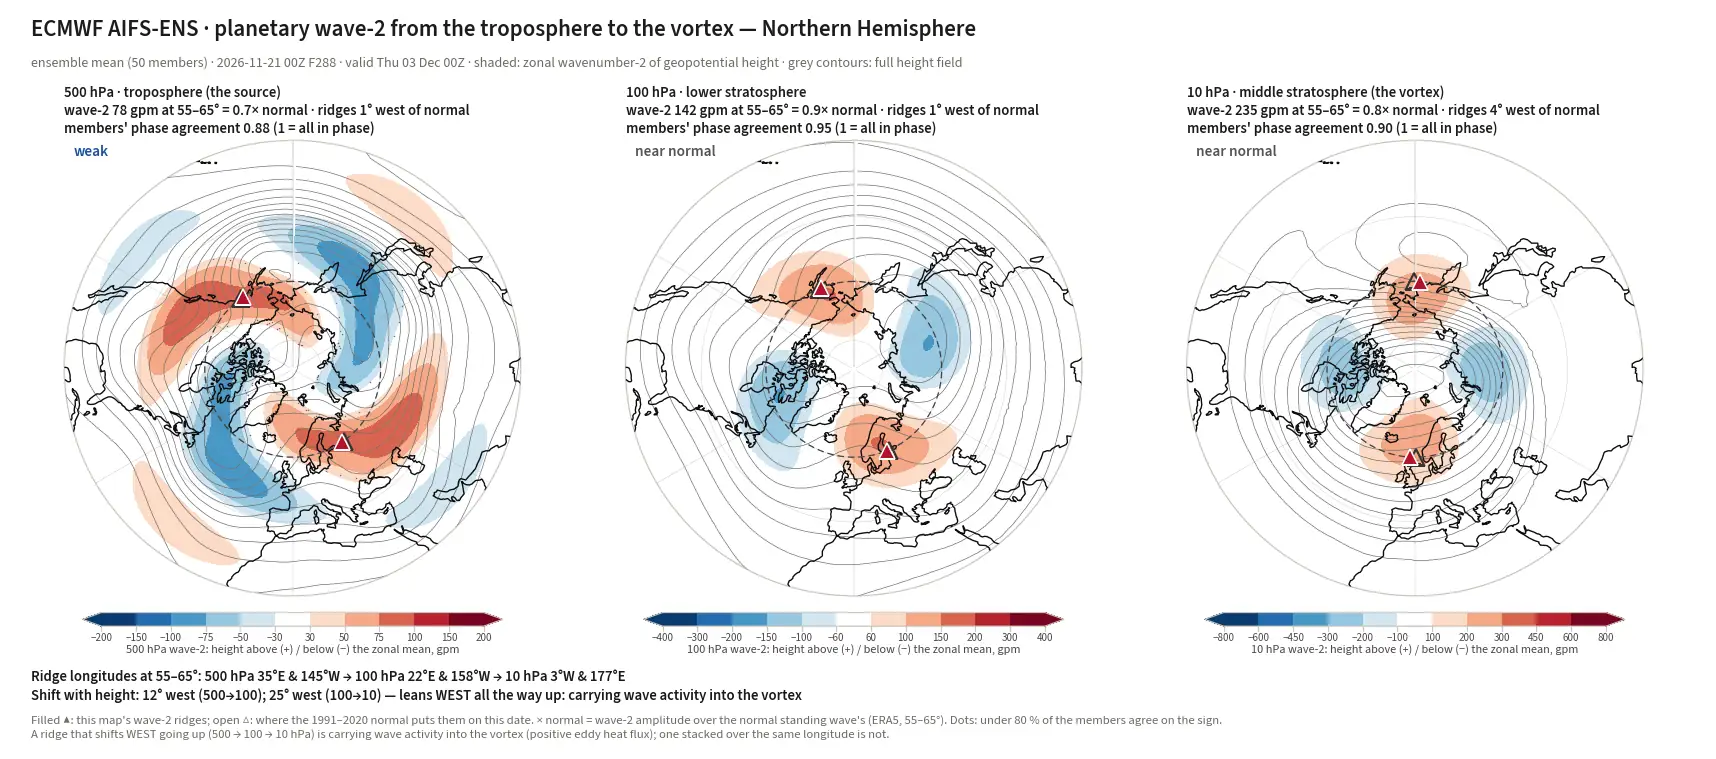 ECMWF AIFS-ENS · planetary wave-2 from the troposphere to the vortex — Northern Hemisphere
ensemble mean (50 members) · 2026-11-21 00Z F288 · valid Thu 03 Dec 00Z · shaded: zonal wavenumber-2 of geopotential height · grey contours: full height field
500 hPa · troposphere (the source)
wave-2 78 gpm at 55–65° = 0.7× normal · ridges 1° west of normal
members' phase agreement 0.88 (1 = all in phase)
weak
100 hPa · lower stratosphere
wave-2 142 gpm at 55–65° = 0.9× normal · ridges 1° west of normal
members' phase agreement 0.95 (1 = all in phase)
near normal
10 hPa · middle stratosphere (the vortex)
wave-2 235 gpm at 55–65° = 0.8× normal · ridges 4° west of normal
members' phase agreement 0.90 (1 = all in phase)
near normal
−200 −150 −100 −75 −50 −30 30 50 75 100 150 200
500 hPa wave-2: height above (+) / below (−) the zonal mean, gpm
−400 −300 −200 −150 −100 −60 60 100 150 200 300 400
100 hPa wave-2: height above (+) / below (−) the zonal mean, gpm
−800 −600 −450 −300 −200 −100 100 200 300 450 600 800
10 hPa wave-2: height above (+) / below (−) the zonal mean, gpm
Ridge longitudes at 55–65°: 500 hPa 35°E & 145°W → 100 hPa 22°E & 158°W → 10 hPa 3°W & 177°E
Shift with height: 12° west (500→100); 25° west (100→10) — leans WEST all the way up: carrying wave activity into the vortex
Filled ▲: this map's wave-2 ridges; open △: where the 1991–2020 normal puts them on this date. × normal = wave-2 amplitude over the normal standing wave's (ERA5, 55–65°). Dots: under 80 % of the members agree on the sign.
A ridge that shifts WEST going up (500 → 100 → 10 hPa) is carrying wave activity into the vortex (positive eddy heat flux); one stacked over the same longitude is not.